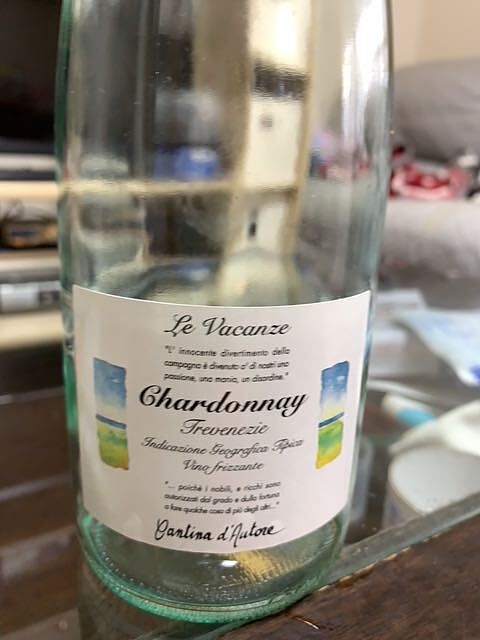 Le Vacanze
"L' innocente divertimento della
campagna è divenuto a' dì nostri una
passione, una mania, un disordine."
Chardonnay
Trevenezie
Indicazione Geografica Tipica
Vino frizzante
"... poichè i nobili, e ricchi sono
autorizzati dal grado e dalla fortuna
a fare qualche cosa di più degli altri..."
Cantina d'Autore